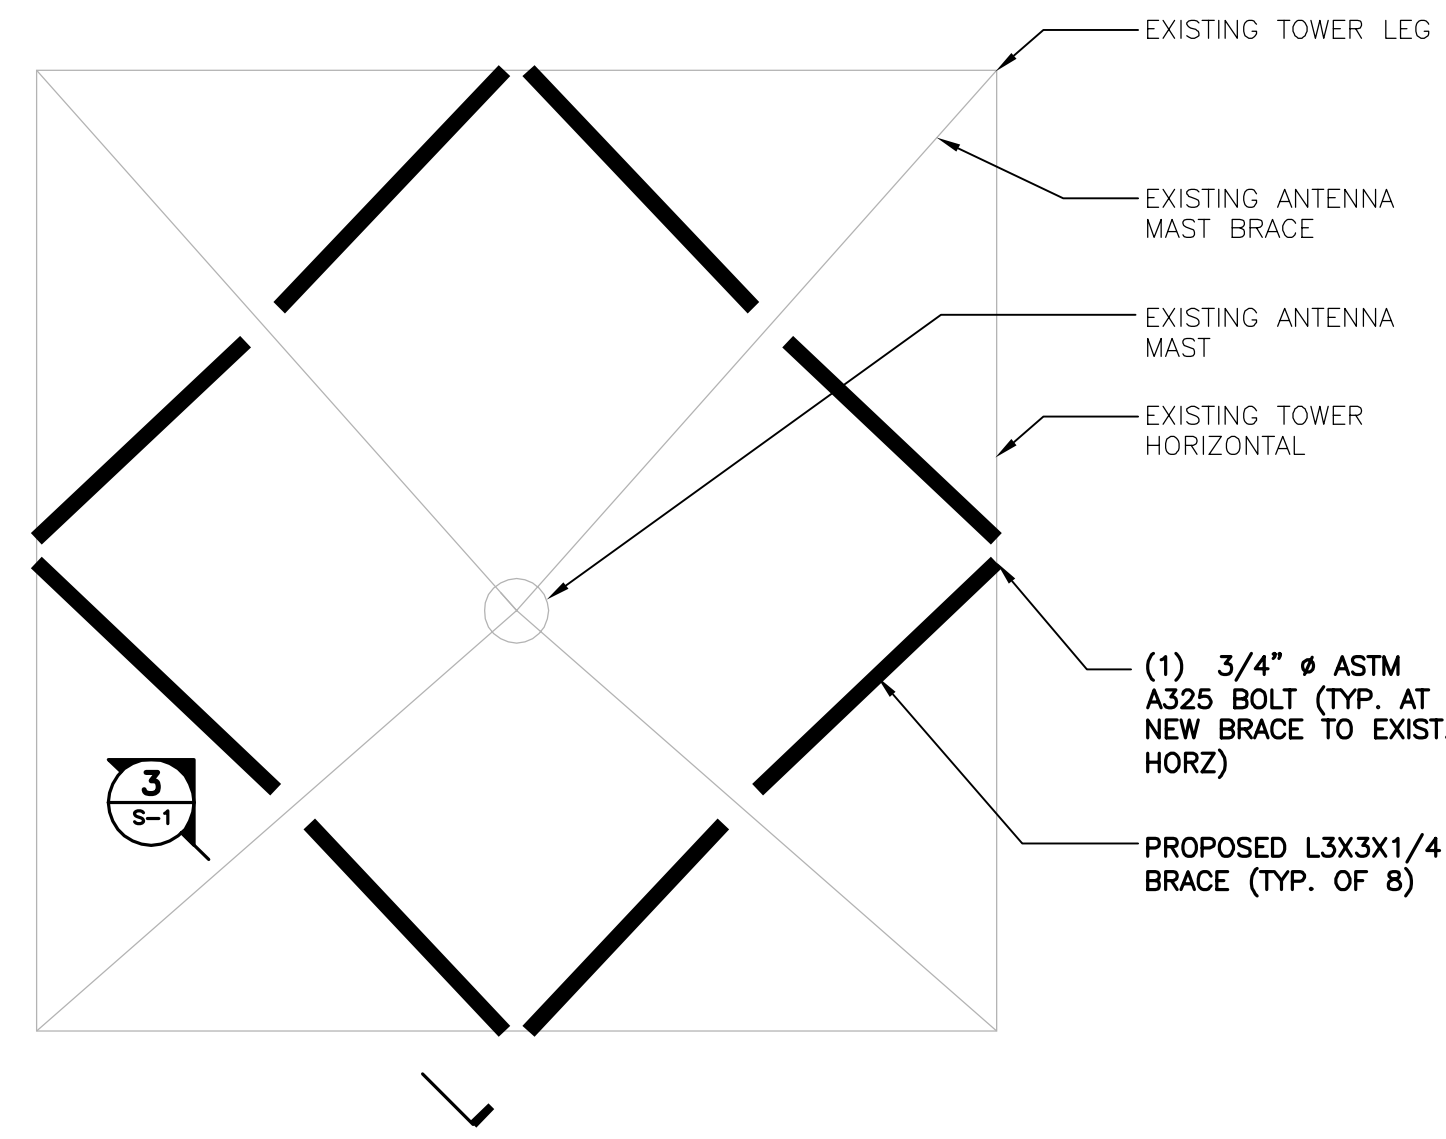 EXISTING TOWER LEG
EXISTING ANTENNA
MAST BRACE
EXISTING ANTENNA
MAST
EXISTING TOWER
HORIZONTAL
(1) 3/4" ø ASTM
A325 BOLT (TYP. AT
NEW BRACE TO EXIST.
HORZ)
PROPOSED L3X3X1/4
BRACE (TYP. OF 8)
3
S-1